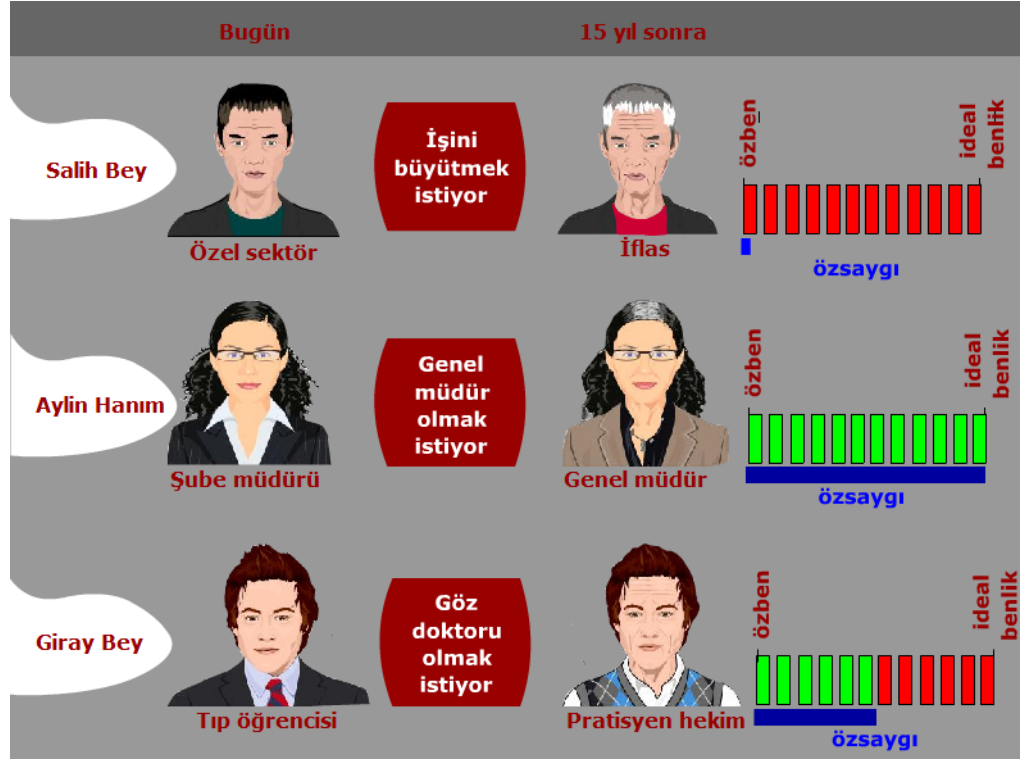 Bugün
15 yıl sonra
Salih Bey
İşini
büyütmek
istiyor
Özel sektör
İflas
özben
ideal
benlik
özsaygı
Aylin Hanım
Genel
müdür
olmak
istiyor
Şube müdürü
Genel müdür
özben
ideal
benlik
özsaygı
Giray Bey
Göz
doktoru
olmak
istiyor
Tıp öğrencisi
Pratisyen hekim
özben
ideal
benlik
özsaygı